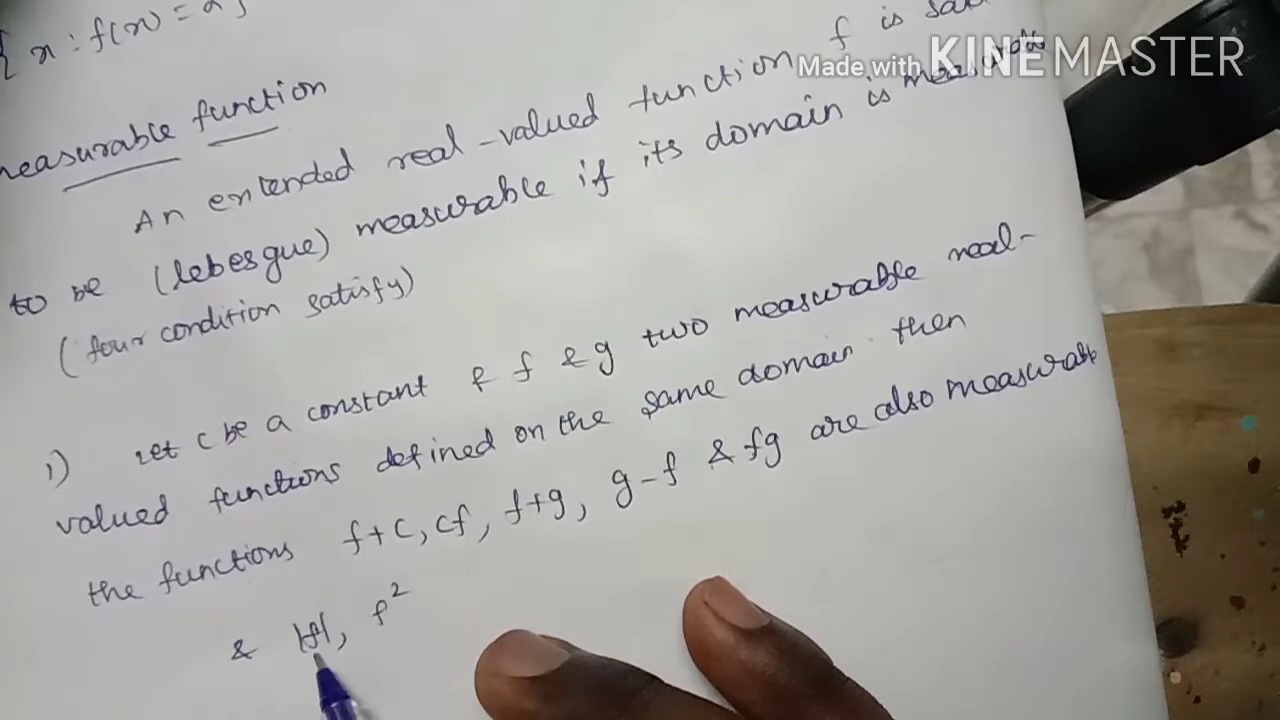 { x : f(x) = α }
measurable function
An extended real-valued function f is said
to be (lebesgue) measurable if its domain is measurable
(four condition satisfy)
i) Let C be a constant & f & g two measurable real-
valued functions defined on the same domain then
the functions f+c, cf, f+g, g-f & fg are also measurable
& |f|, f²
Made with KINEMASTER